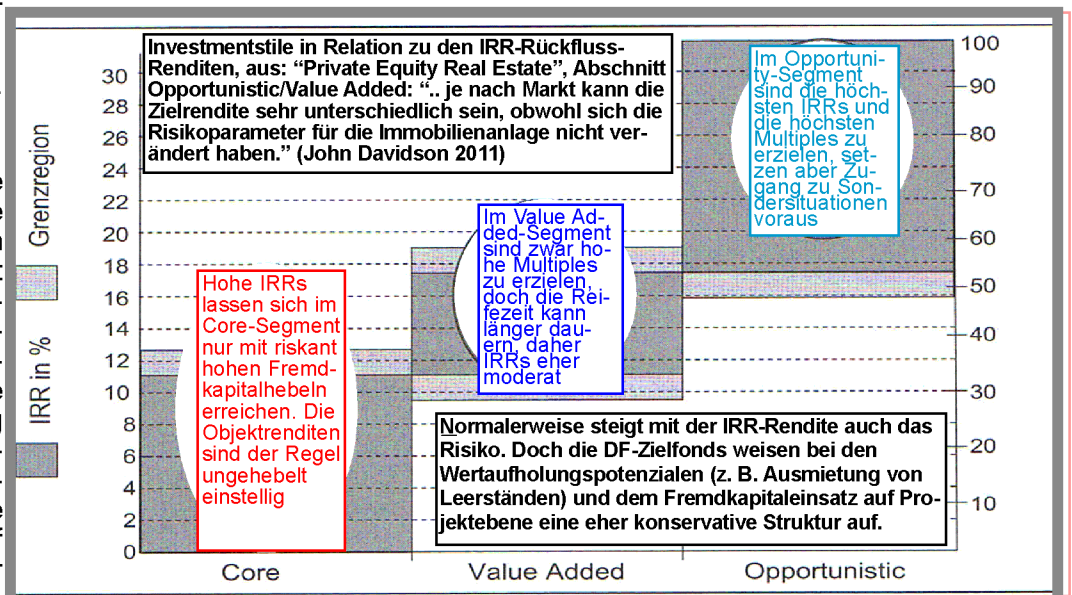 Investmentstile in Relation zu den IRR-Rückfluss-
Renditen, aus: “Private Equity Real Estate”, Abschnitt
Opportunistic/Value Added: “.. je nach Markt kann die
Zielrendite sehr unterschiedlich sein, obwohl sich die
Risikoparameter für die Immobilienanlage nicht ver-
ändert haben.” (John Davidson 2011)
Im Opportuni-
ty-Segment
sind die höch-
sten IRRs und
die höchsten
Multiples zu
erzielen, set-
zen aber Zu-
gang zu Son-
dersituationen
voraus
Im Value Ad-
ded-Segment
sind zwar ho-
he Multiples
zu erzielen,
doch die Rei-
fezeit kann
länger dau-
ern, daher
IRRs eher
moderat
Hohe IRRs
lassen sich im
Core-Segment
nur mit riskant
hohen Fremd-
kapitalhebeln
erreichen. Die
Objektrenditen
sind der Regel
ungehebelt
einstellig
Normalerweise steigt mit der IRR-Rendite auch das
Risiko. Doch die DF-Zielfonds weisen bei den
Wertaufholungspotenzialen (z. B. Ausmietung von
Leerständen) und dem Fremdkapitaleinsatz auf Pro-
jektebene eine eher konservative Struktur auf.
Grenzregion
IRR in %
30
28
26
24
22
20
18
16
14
12
10
8
6
4
2
0
100
90
80
70
60
50
40
30
20
10
Core
Value Added
Opportunistic